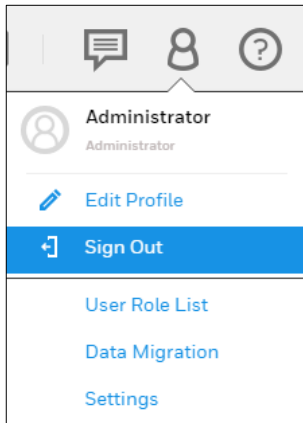 ?
Administrator
Administrator
Edit Profile
Sign Out
User Role List
Data Migration
Settings